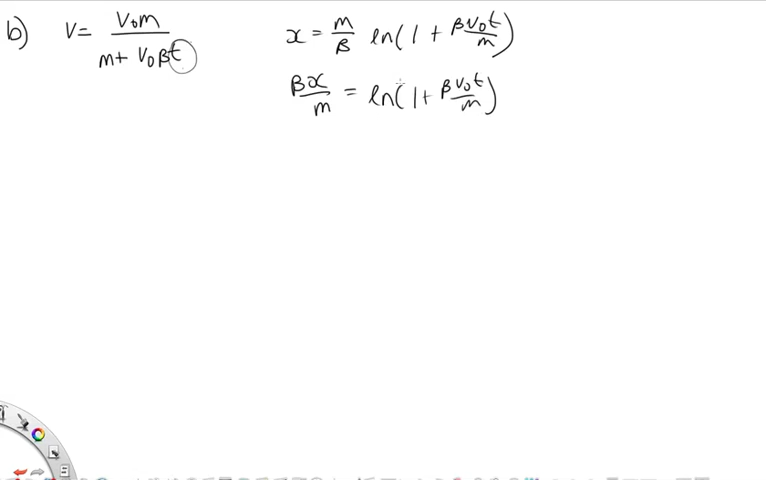 b) v = v₀m / (m + v₀βt)
x = m/β ln(1 + βv₀t/m)
βx/m = ln(1 + βv₀t/m)